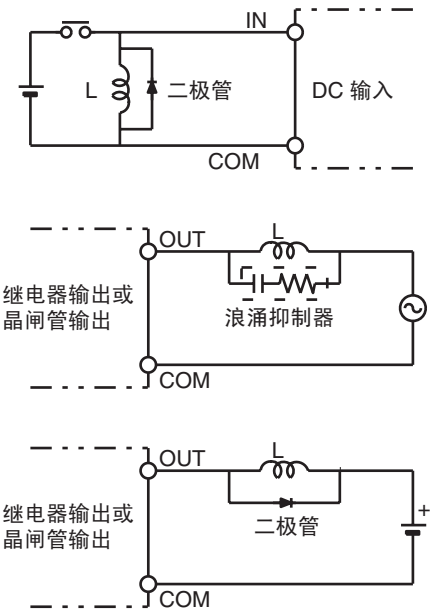 IN
L
二极管
DC 输入
COM
OUT
L
继电器输出或
晶闸管输出
浪涌抑制器
COM
OUT
L
继电器输出或
晶闸管输出
二极管
+
COM